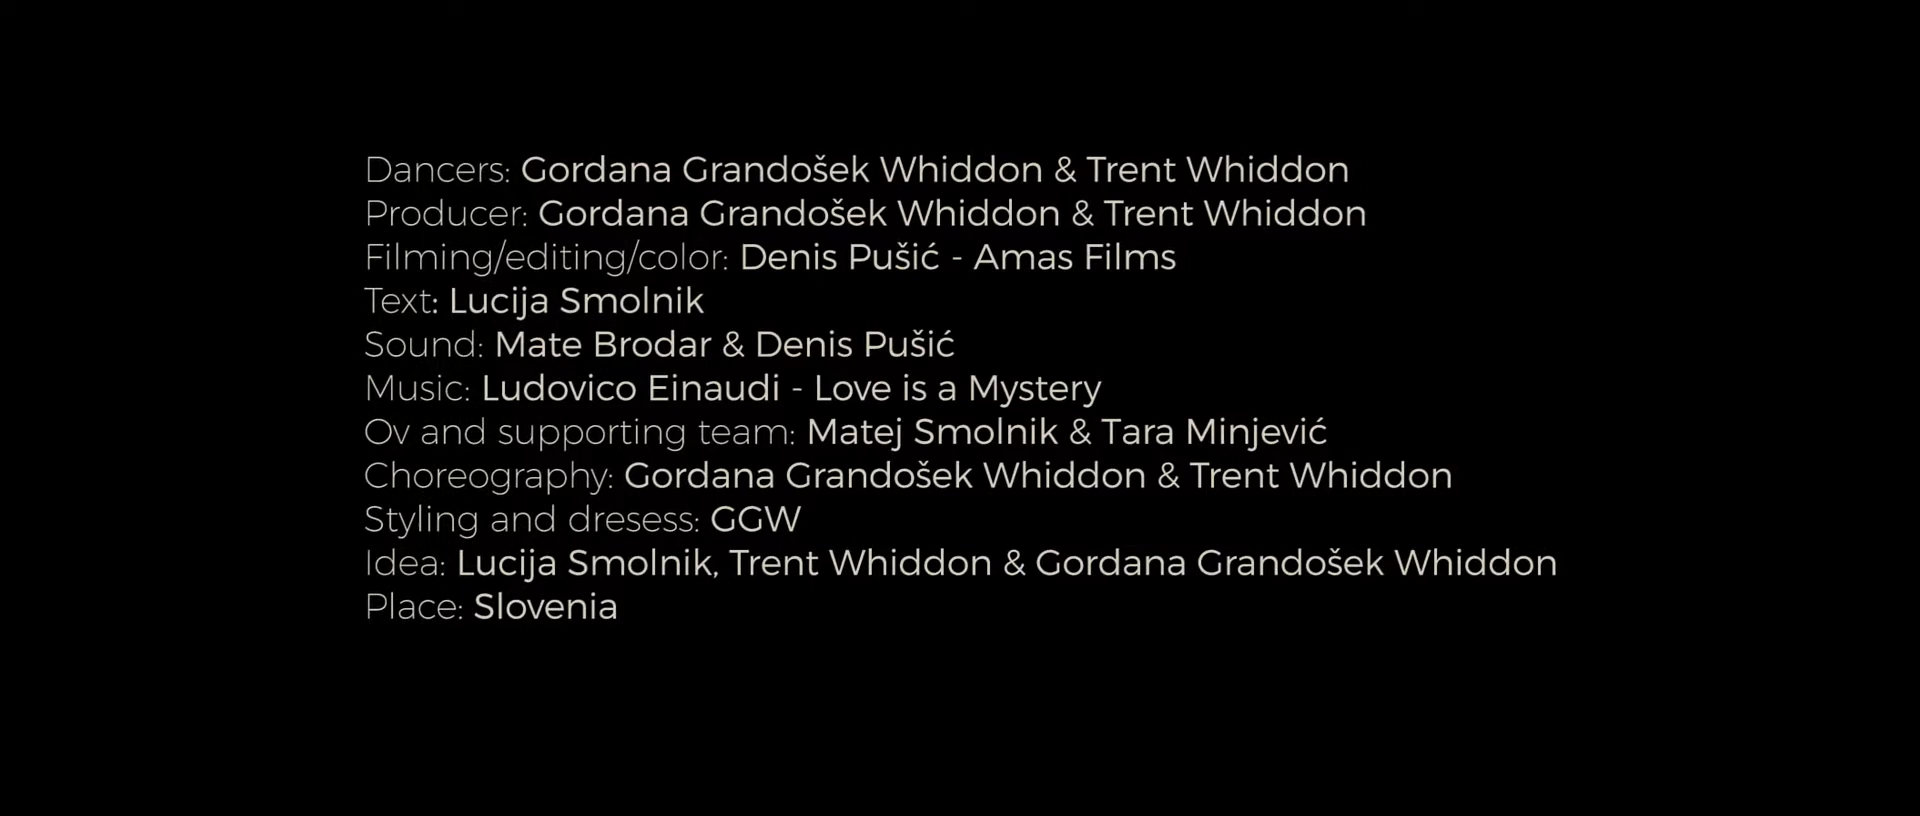 Dancers: Gordana Grandošek Whiddon & Trent Whiddon
Producer: Gordana Grandošek Whiddon & Trent Whiddon
Filming/editing/color: Denis Pušić - Amas Films
Text: Lucija Smolnik
Sound: Mate Brodar & Denis Pušić
Music: Ludovico Einaudi - Love is a Mystery
Ov and supporting team: Matej Smolnik & Tara Minjević
Choreography: Gordana Grandošek Whiddon & Trent Whiddon
Styling and dresess: GGW
Idea: Lucija Smolnik, Trent Whiddon & Gordana Grandošek Whiddon
Place: Slovenia